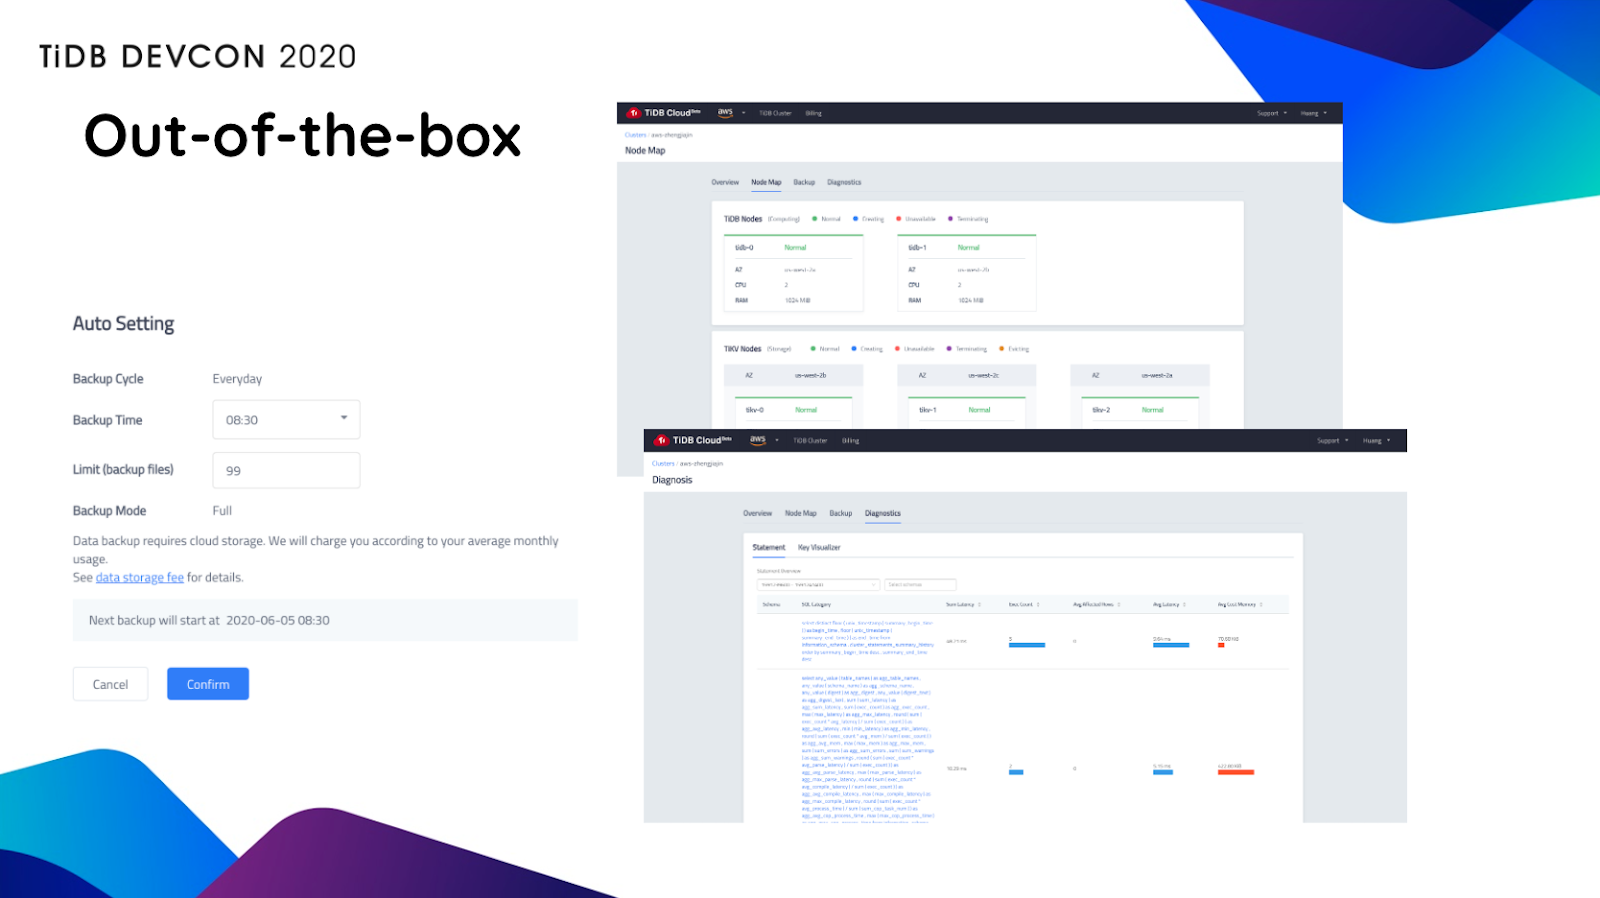 TiDB DEVCON 2020
Out-of-the-box
Auto Setting
Backup Cycle Everyday
Backup Time 08:30
Limit (backup files) 99
Backup Mode Full
Data backup requires cloud storage. We will charge you according to your average monthly
usage.
See data storage fee for details.
Next backup will start at 2020-06-05 08:30
Cancel Confirm
TiDB Cloud Beta aws TiDB Cluster Billing Support Huang
Clusters / aws-zhengjiajin
Node Map
Overview Node Map Backup Diagnostics
TiDB Nodes (Computing) Normal Creating Unavailable Terminating
tidb-0 Normal tidb-1 Normal
AZ us-west-2a AZ us-west-2b
CPU 2 CPU 2
RAM 1024 MiB RAM 1024 MiB
TiKV Nodes (Storage) Normal Creating Unavailable Terminating Evicting
AZ us-west-2b AZ us-west-2c AZ us-west-2a
tikv-0 Normal tikv-1 Normal tikv-2 Normal
TiDB Cloud Beta aws TiDB Cluster Billing Support Huang
Clusters / aws-zhengjiajin
Diagnosis
Overview Node Map Backup Diagnostics
Statement Key Visualizer
Statement Overview
Select schemas
Schema SQL Category Sum Latency Exec Count Avg Affected Rows Avg Latency Avg Cost Memory